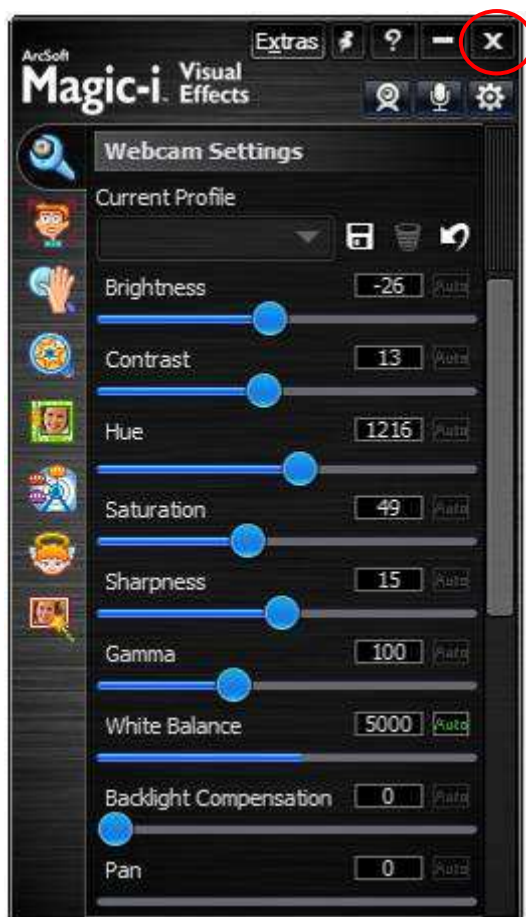 Extras ? X
ArcSoft
Magic-i. Visual
Effects
Webcam Settings
Current Profile
Brightness -26 Auto
Contrast 13 Auto
Hue 1216 Auto
Saturation 49 Auto
Sharpness 15 Auto
Gamma 100 Auto
White Balance 5000 Auto
Backlight Compensation 0 Auto
Pan 0 Auto